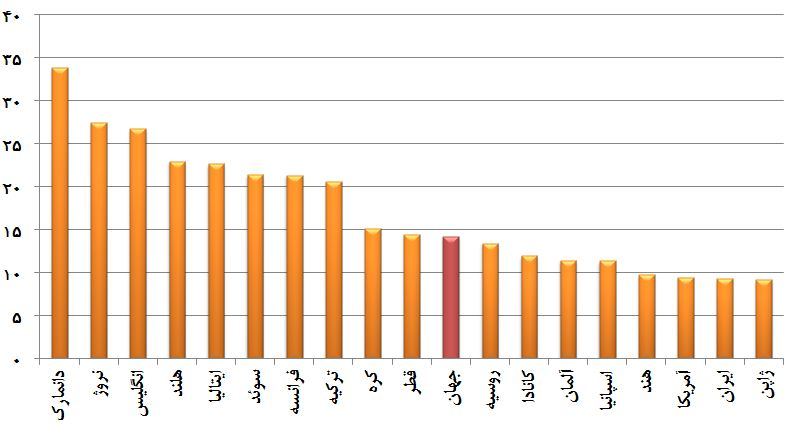 ۴۰
۳۵
۳۰
۲۵
۲۰
۱۵
۱۰
۵
۰
دانمارک
نروژ
انگلیس
هلند
ایتالیا
سوئد
فرانسه
ترکیه
کره
قطر
جهان
روسیه
کانادا
آلمان
اسپانیا
هند
آمریکا
ایران
ژاپن